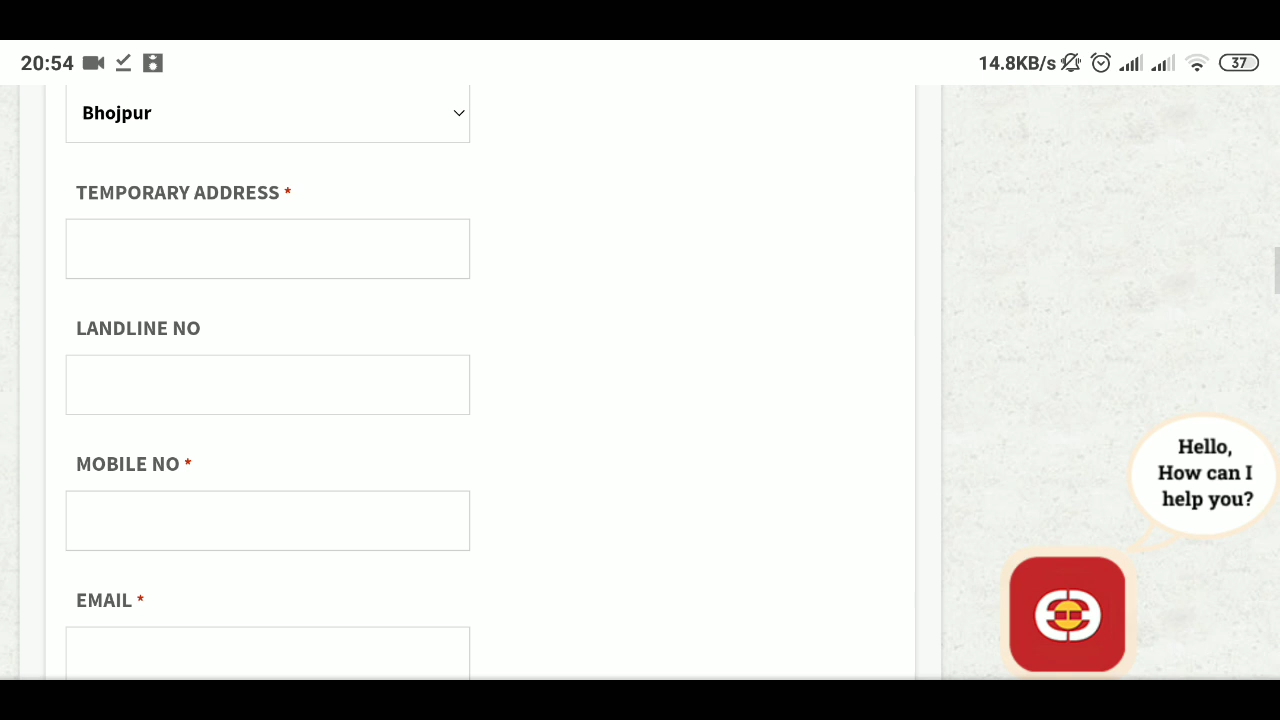 20:54
14.8KB/s
37
Bhojpur
TEMPORARY ADDRESS *
LANDLINE NO
MOBILE NO *
EMAIL *
Hello,
How can I
help you?